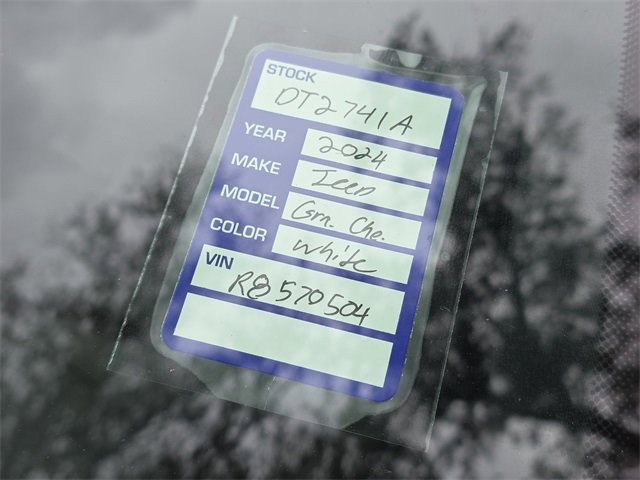 STOCK
DT2741A
YEAR 2024
MAKE Jeep
MODEL Grn. Che.
COLOR white
VIN
R8570504